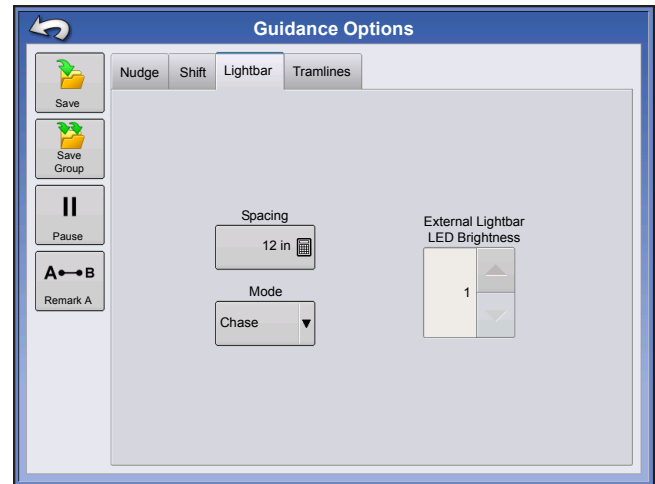 Guidance Options
Nudge Shift Lightbar Tramlines
Save
Save
Group
Pause
A B
Remark A
Spacing
12 in
Mode
Chase
External Lightbar
LED Brightness
1